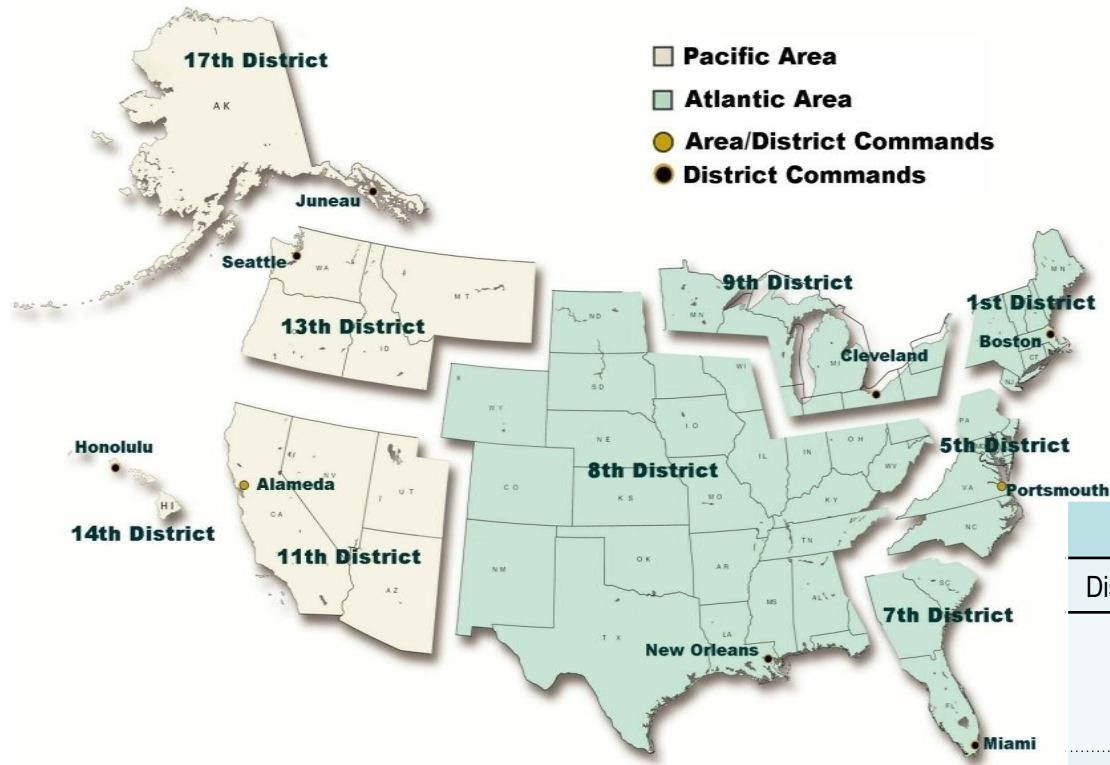 17th District
AK
Juneau
Pacific Area
Atlantic Area
Area/District Commands
District Commands
Seattle
WA
MT
13th District
ID
9th District
MN
MI
Cleveland
1st District
MN
Boston
CT
NJ
ND
SD
WI
WY
NE
IO
8th District
CO
KS
MO
IL
IN
OH
WV
KY
PA
5th District
VA
Portsmouth
NC
Honolulu
HI
14th District
Alameda
NV
UT
CA
11th District
AZ
NM
OK
AR
TN
TX
LA
MS
AL
New Orleans
SC
7th District
FL
Miami
Dis